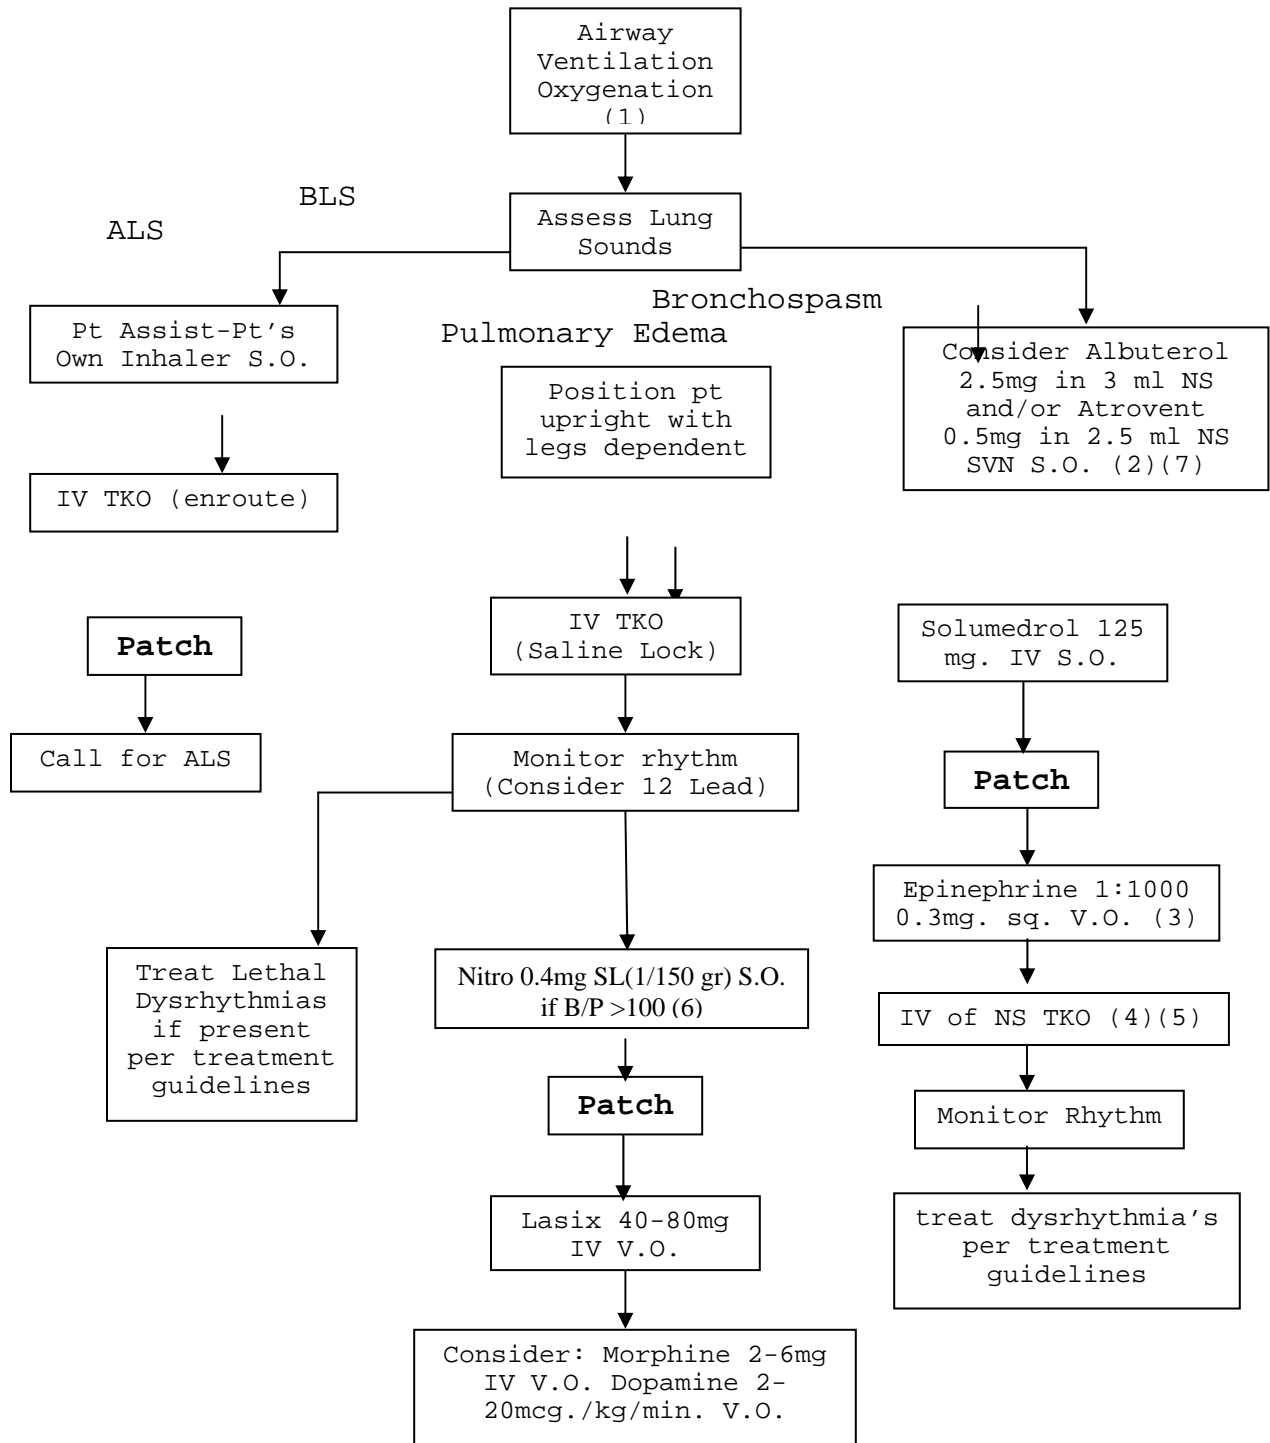 Airway
Ventilation
Oxygenation
(1)
BLS
ALS
Assess Lung
Sounds
Bronchospasm
Pulmonary Edema
Pt Assist-Pt's
Own Inhaler S.O.
Position pt
upright with
legs dependent
Consider Albuterol
2.5mg in 3 ml NS
and/or Atrovent
0.5mg in 2.5 ml NS
SVN S.O. (2)(7)
IV TKO (enroute)
Patch
IV TKO
(Saline Lock)
Solumedrol 125
mg. IV S.O.
Call for ALS
Monitor rhythm
(Consider 12 Lead)
Patch
Epinephrine 1:1000
0.3mg. sq. V.O. (3)
Treat Lethal
Dysrhythmias
if present
per treatment
guidelines
Nitro 0.4mg SL(1/150 gr) S.O.
if B/P >100 (6)
IV of NS TKO (4)(5)
Patch
Monitor Rhythm
Lasix 40-80mg
IV V.O.
treat dysrhythmia's
per treatment
guidelines
Consider: Morphine 2-6mg
IV V.O. Dopamine 2-
20mcg./kg/min. V.O.